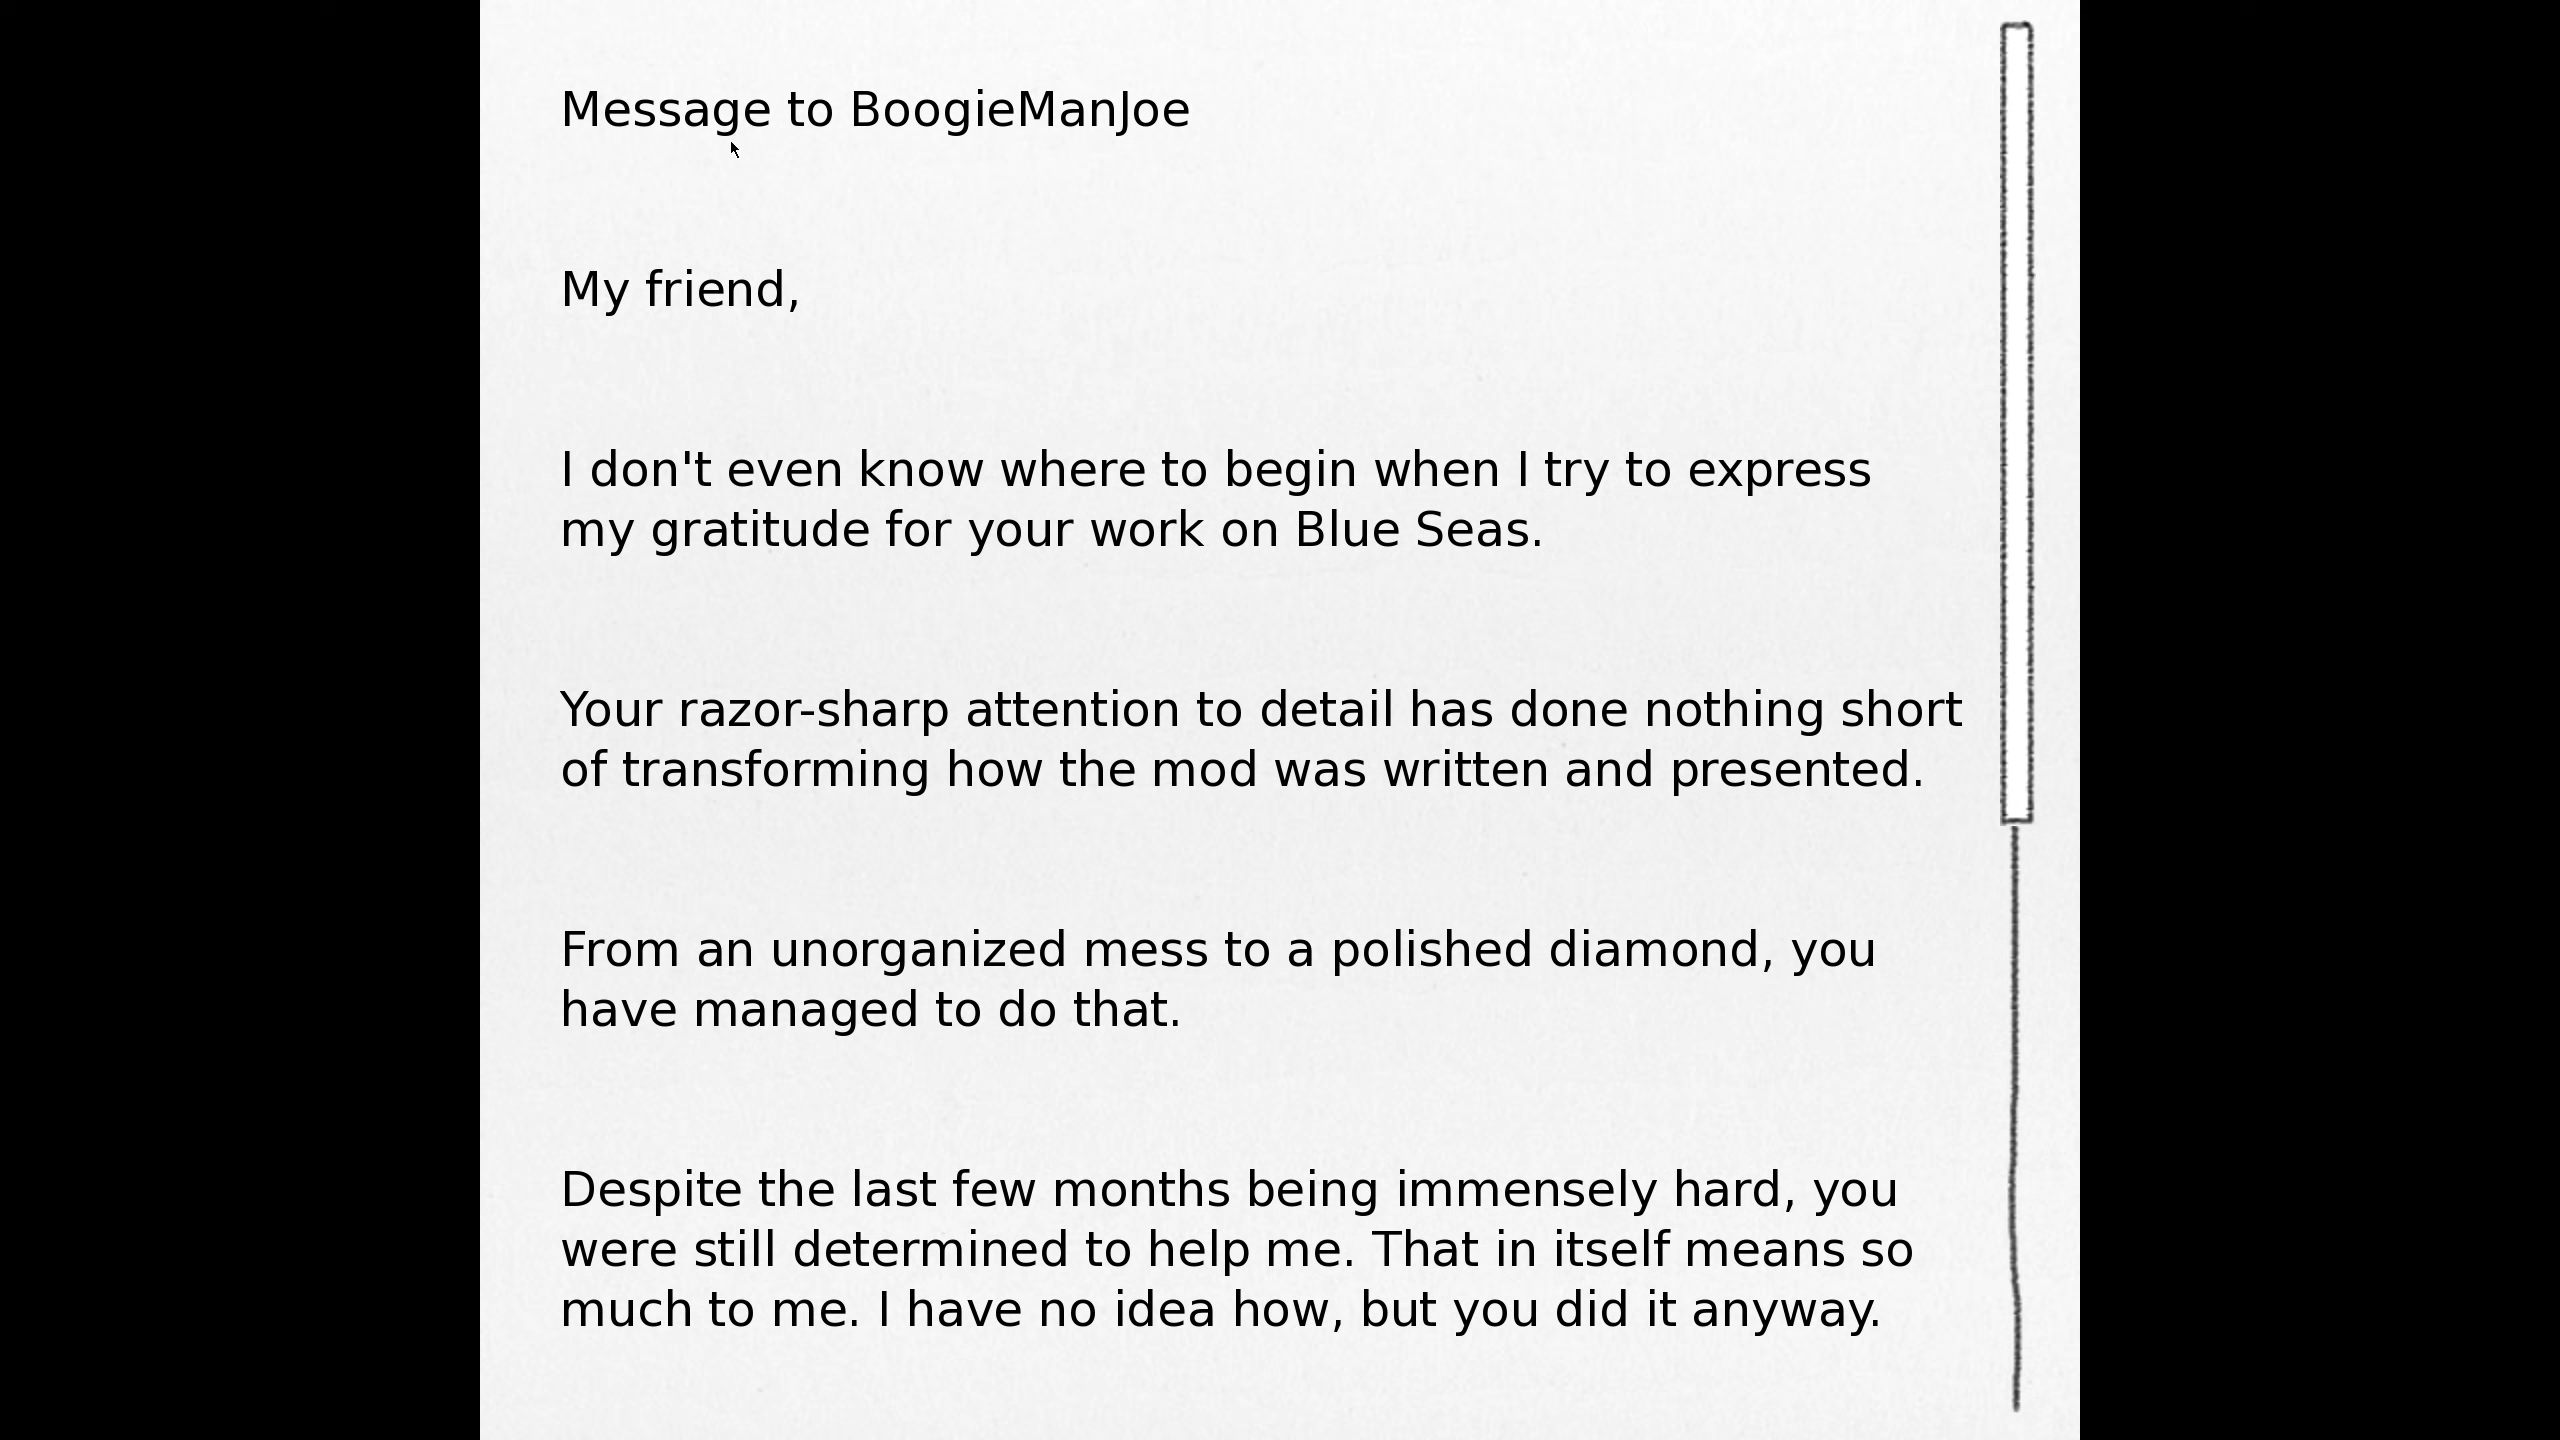 Message to BoogieManJoe
My friend,
I don't even know where to begin when I try to express
my gratitude for your work on Blue Seas.
Your razor-sharp attention to detail has done nothing short
of transforming how the mod was written and presented.
From an unorganized mess to a polished diamond, you
have managed to do that.
Despite the last few months being immensely hard, you
were still determined to help me. That in itself means so
much to me. I have no idea how, but you did it anyway.